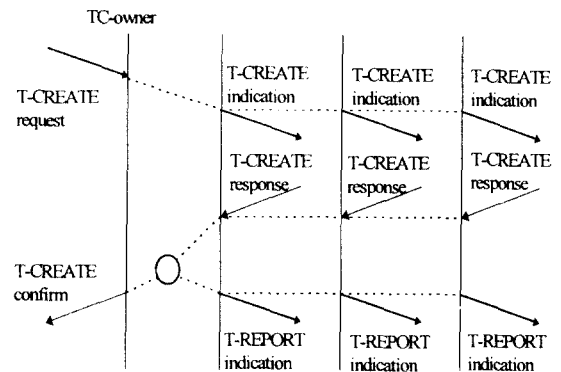 TC-owner
T-CREATE
request
T-CREATE
indication
T-CREATE
indication
T-CREATE
indication
T-CREATE
response
T-CREATE
response
T-CREATE
response
T-CREATE
confirm
T-REPORT
indication
T-REPORT
indication
T-REPORT
indication